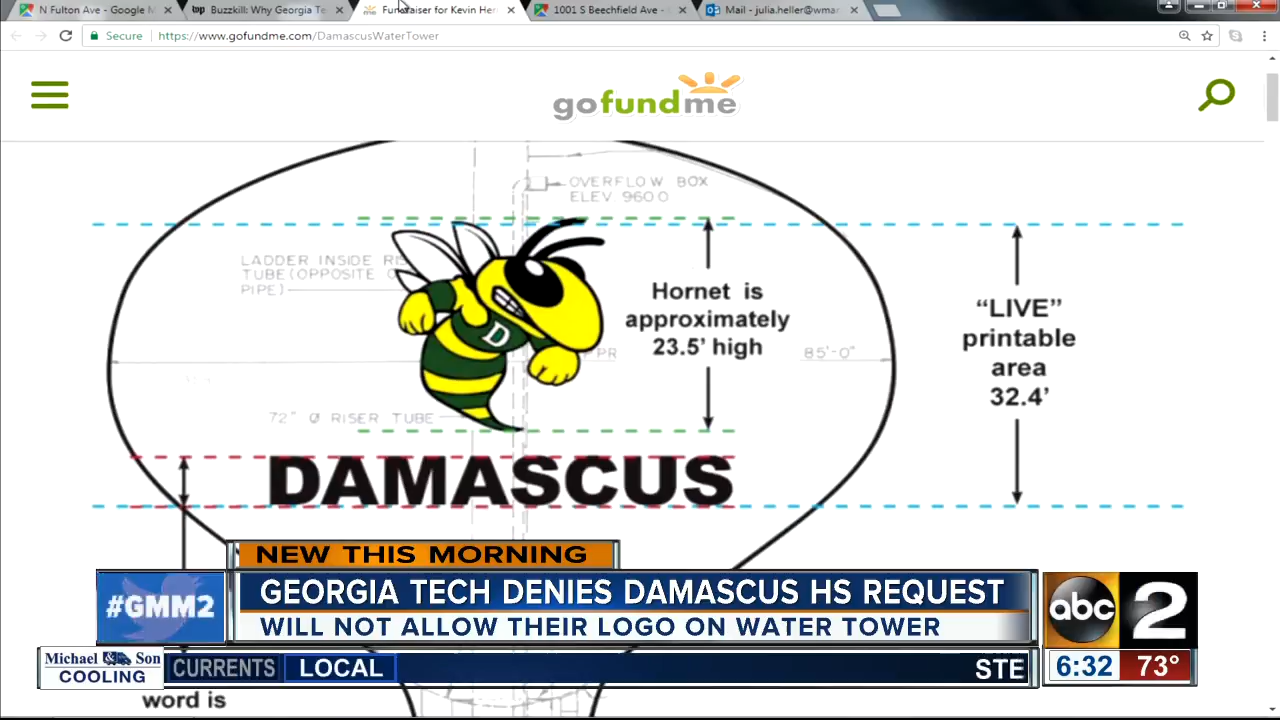 N Fulton Ave - Google M
Buzzkill: Why Georgia Te
Fundraiser for Kevin Her
1001 S Beechfield Ave -
Mail - julia.heller@wmar
Secure
https://www.gofundme.com/DamascusWaterTower
gofundme
OVERFLOW BOX
ELEV 960 0
LADDER INSIDE RIS
TUBE (OPPOSITE O
PIPE)
D
Hornet is
approximately
23.5' high
PR
85'-0"
"LIVE"
printable
area
32.4'
72" Ø RISER TUBE
DAMASCUS
NEW THIS MORNING
#GMM2
GEORGIA TECH DENIES DAMASCUS HS REQUEST
WILL NOT ALLOW THEIR LOGO ON WATER TOWER
abc 2
Michael & Son
COOLING
CURRENTS
LOCAL
STE
6:32
73°
word is